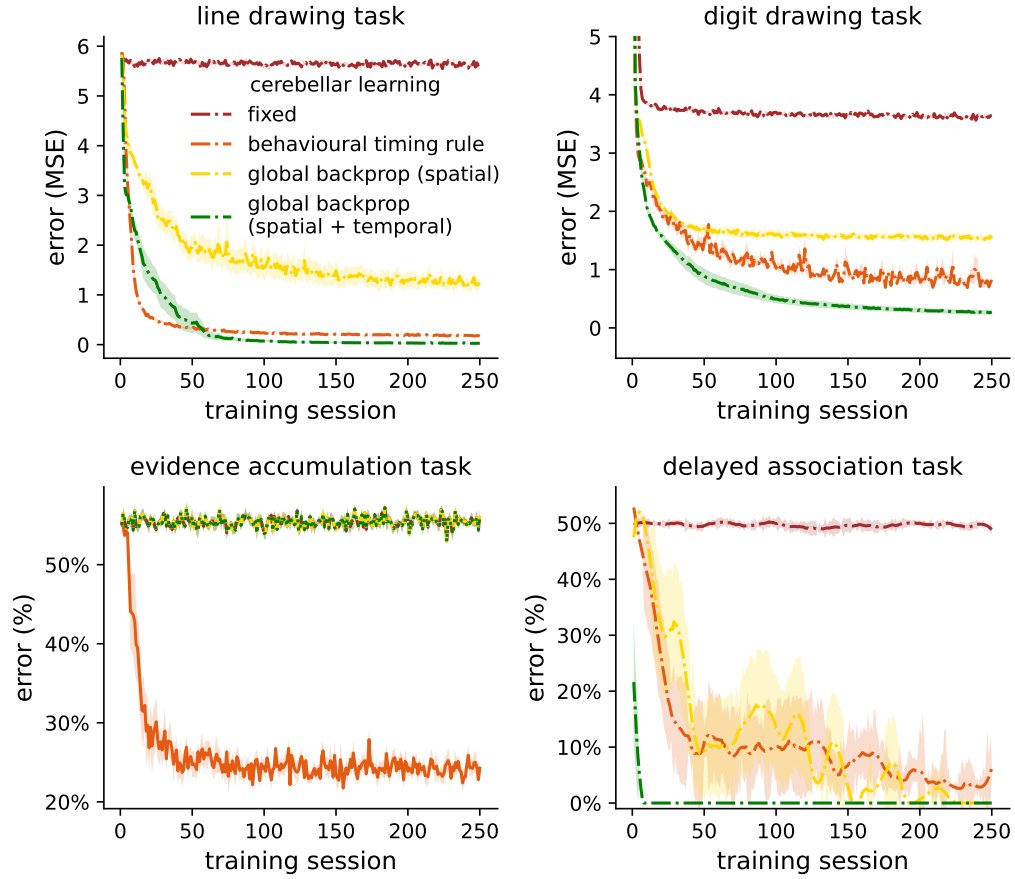 line drawing task
6
5
4
3
2
1
0
error (MSE)
cerebellar learning
fixed
behavioural timing rule
global backprop (spatial)
global backprop
(spatial + temporal)
0 50 100 150 200 250
training session
digit drawing task
5
4
3
2
1
0
error (MSE)
0 50 100 150 200 250
training session
evidence accumulation task
50%
40%
30%
20%
error (%)
0 50 100 150 200 250
training session
delayed association task
50%
40%
30%
20%
10%
0%
error (%)
0 50 100 150 200 250
training session